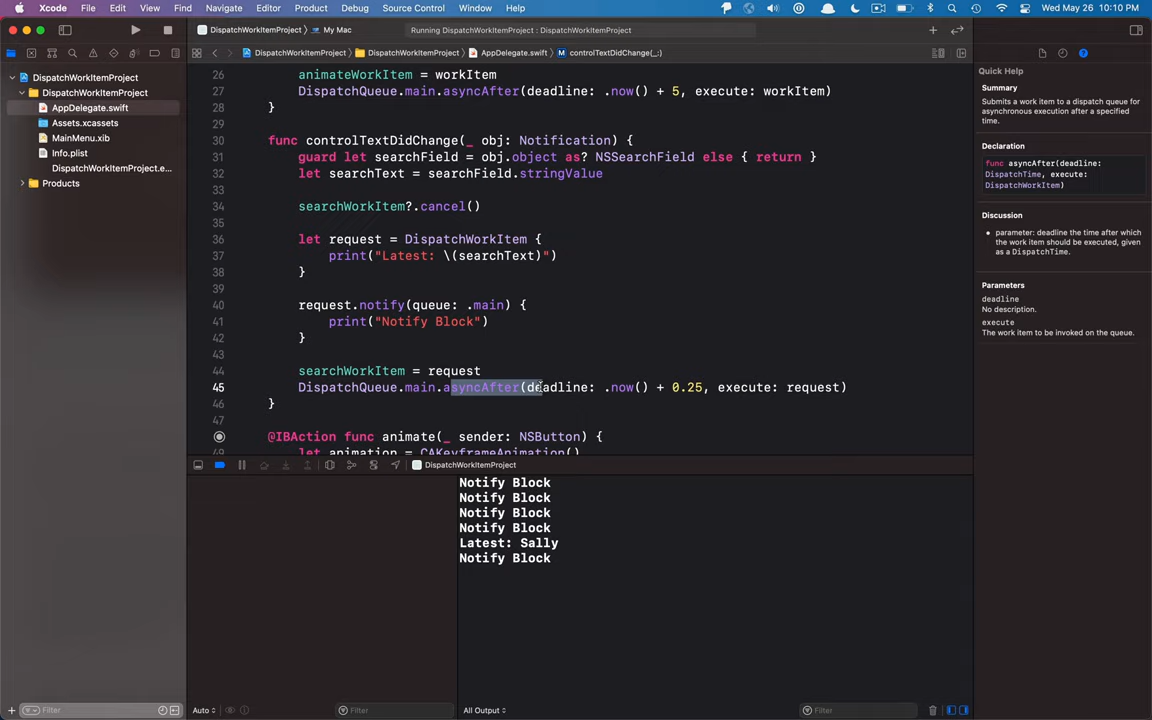 Xcode File Edit View Find Navigate Editor Product Debug Source Control Window Help Wed May 26 10:10 PM
DispatchWorkItemProject My Mac Running DispatchWorkItemProject : DispatchWorkItemProject
DispatchWorkItemProject DispatchWorkItemProject AppDelegate.swift M controlTextDidChange(_:)
DispatchWorkItemProject
DispatchWorkItemProject
AppDelegate.swift
Assets.xcassets
MainMenu.xib
Info.plist
DispatchWorkItemProject.e...
Products
26 animateWorkItem = workItem
27 DispatchQueue.main.asyncAfter(deadline: .now() + 5, execute: workItem)
28 }
29
30 func controlTextDidChange(_ obj: Notification) {
31 guard let searchField = obj.object as? NSSearchField else { return }
32 let searchText = searchField.stringValue
33
34 searchWorkItem?.cancel()
35
36 let request = DispatchWorkItem {
37 print("Latest: \(searchText)")
38 }
39
40 request.notify(queue: .main) {
41 print("Notify Block")
42 }
43
44 searchWorkItem = request
45 DispatchQueue.main.asyncAfter(deadline: .now() + 0.25, execute: request)
46 }
47
@IBAction func animate(_ sender: NSButton) {
49 let animation = CAKeyframeAnimation()
Quick Help
Summary
Submits a work item to a dispatch queue for
asynchronous execution after a specified
time.
Declaration
func asyncAfter(deadline:
DispatchTime, execute:
DispatchWorkItem)
Discussion
• parameter: deadline the time after which
the work item should be executed, given
as a DispatchTime.
Parameters
deadline
No description.
execute
The work item to be invoked on the queue.
DispatchWorkItemProject
Notify Block
Notify Block
Notify Block
Notify Block
Latest: Sally
Notify Block
Filter
Auto
Filter
All Output
Filter